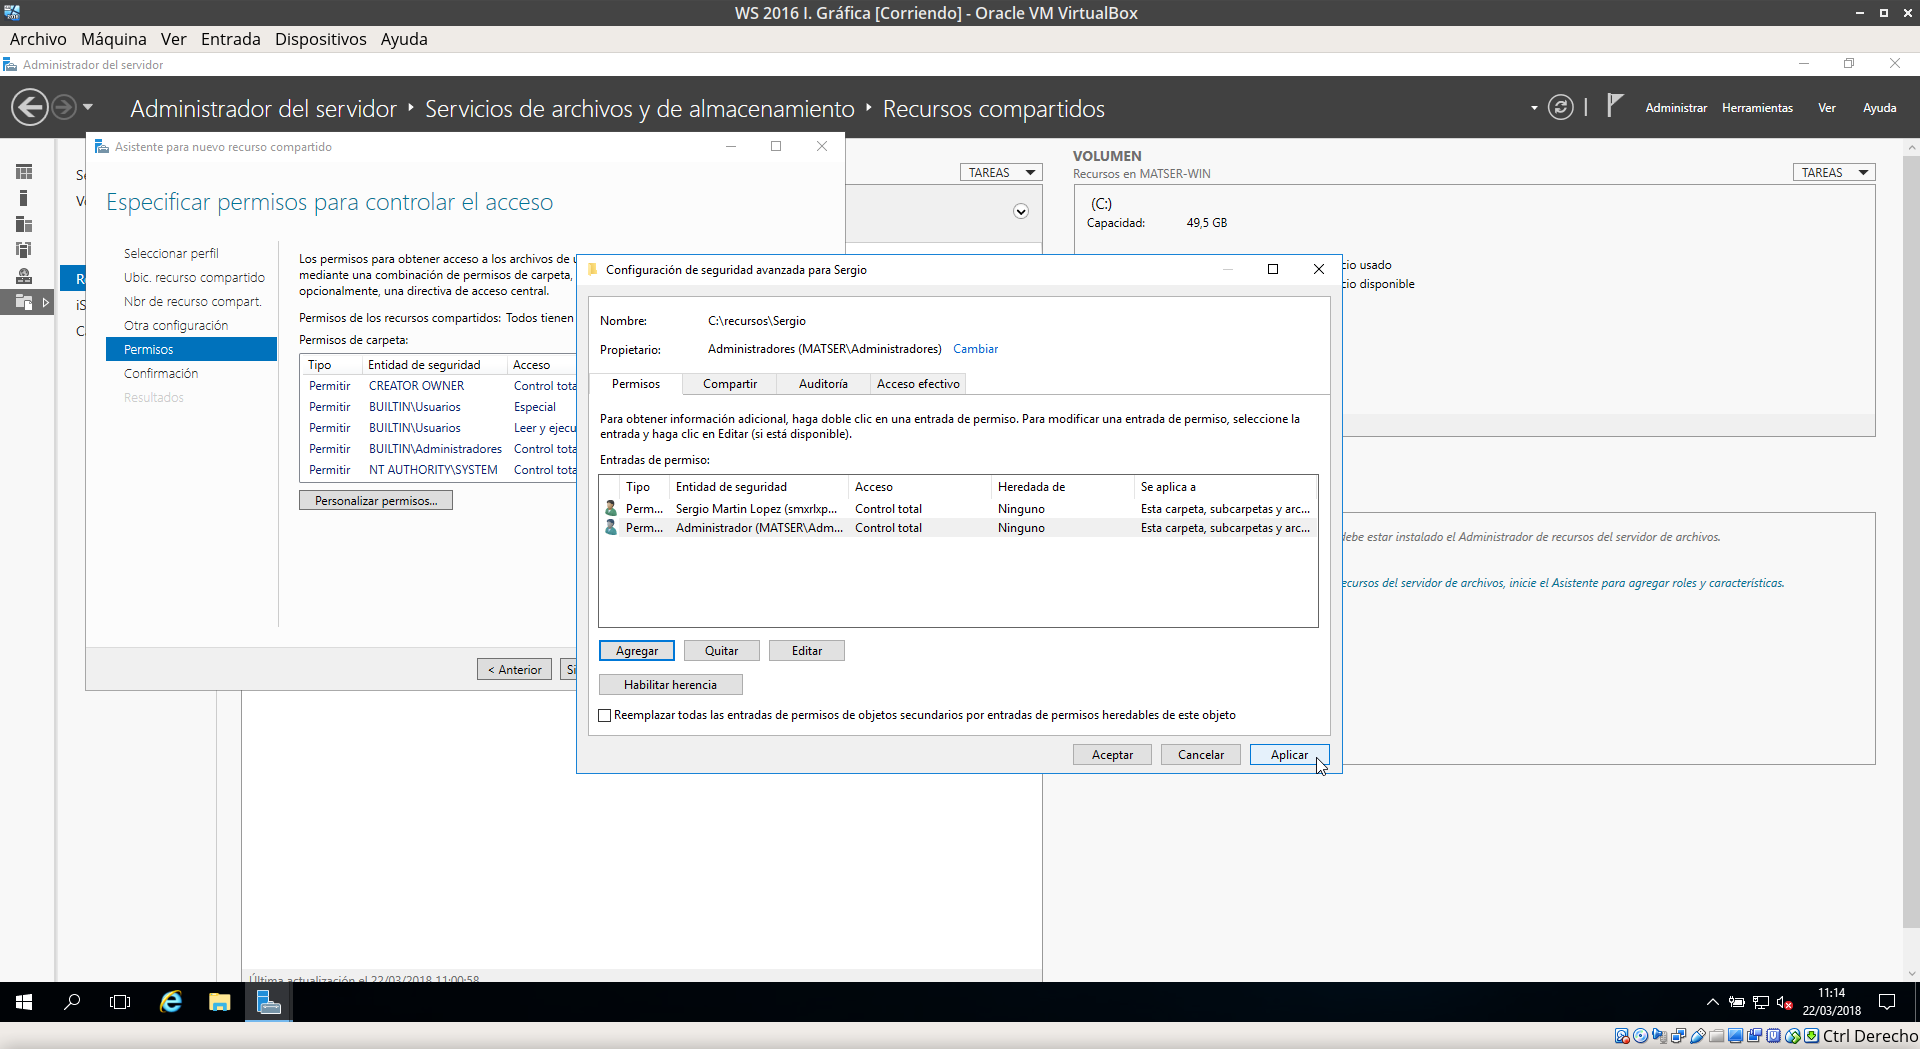 WS 2016 I. Gráfica [Corriendo] - Oracle VM VirtualBox
Archivo Máquina Ver Entrada Dispositivos Ayuda
Administrador del servidor
Administrador del servidor ‣ Servicios de archivos y de almacenamiento ‣ Recursos compartidos
Administrar Herramientas Ver Ayuda
Asistente para nuevo recurso compartido
Especificar permisos para controlar el acceso
Seleccionar perfil
Ubic. recurso compartido
Nbr de recurso compart.
Otra configuración
Permisos
Confirmación
Resultados
Los permisos para obtener acceso a los archivos de
mediante una combinación de permisos de carpeta,
opcionalmente, una directiva de acceso central.
Permisos de los recursos compartidos: Todos tienen
Permisos de carpeta:
Tipo Entidad de seguridad Acceso
Permitir CREATOR OWNER Control tota
Permitir BUILTIN\Usuarios Especial
Permitir BUILTIN\Usuarios Leer y ejecu
Permitir BUILTIN\Administradores Control tota
Permitir NT AUTHORITY\SYSTEM Control tota
Personalizar permisos...
< Anterior Si
TAREAS
VOLUMEN
Recursos en MATSER-WIN
TAREAS
(C:)
Capacidad: 49,5 GB
cio usado
cio disponible
Configuración de seguridad avanzada para Sergio
Nombre: C:\recursos\Sergio
Propietario: Administradores (MATSER\Administradores) Cambiar
Permisos Compartir Auditoría Acceso efectivo
Para obtener información adicional, haga doble clic en una entrada de permiso. Para modificar una entrada de permiso, seleccione la
entrada y haga clic en Editar (si está disponible).
Entradas de permiso:
Tipo Entidad de seguridad Acceso Heredada de Se aplica a
Perm... Sergio Martin Lopez (smxrlxp... Control total Ninguno Esta carpeta, subcarpetas y arc...
Perm... Administrador (MATSER\Adm... Control total Ninguno Esta carpeta, subcarpetas y arc...
Agregar Quitar Editar
Habilitar herencia
Reemplazar todas las entradas de permisos de objetos secundarios por entradas de permisos heredables de este objeto
Aceptar Cancelar Aplicar
debe estar instalado el Administrador de recursos del servidor de archivos.
ecursos del servidor de archivos, inicie el Asistente para agregar roles y características.
Última actualización el 22/03/2018 11:00:58
11:14
22/03/2018
Ctrl Derecho